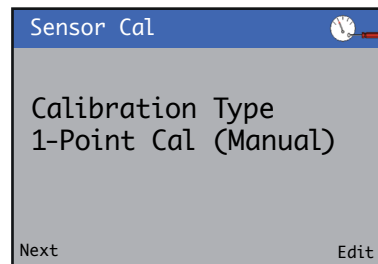 Sensor Cal
Calibration Type
1-Point Cal (Manual)
Next Edit